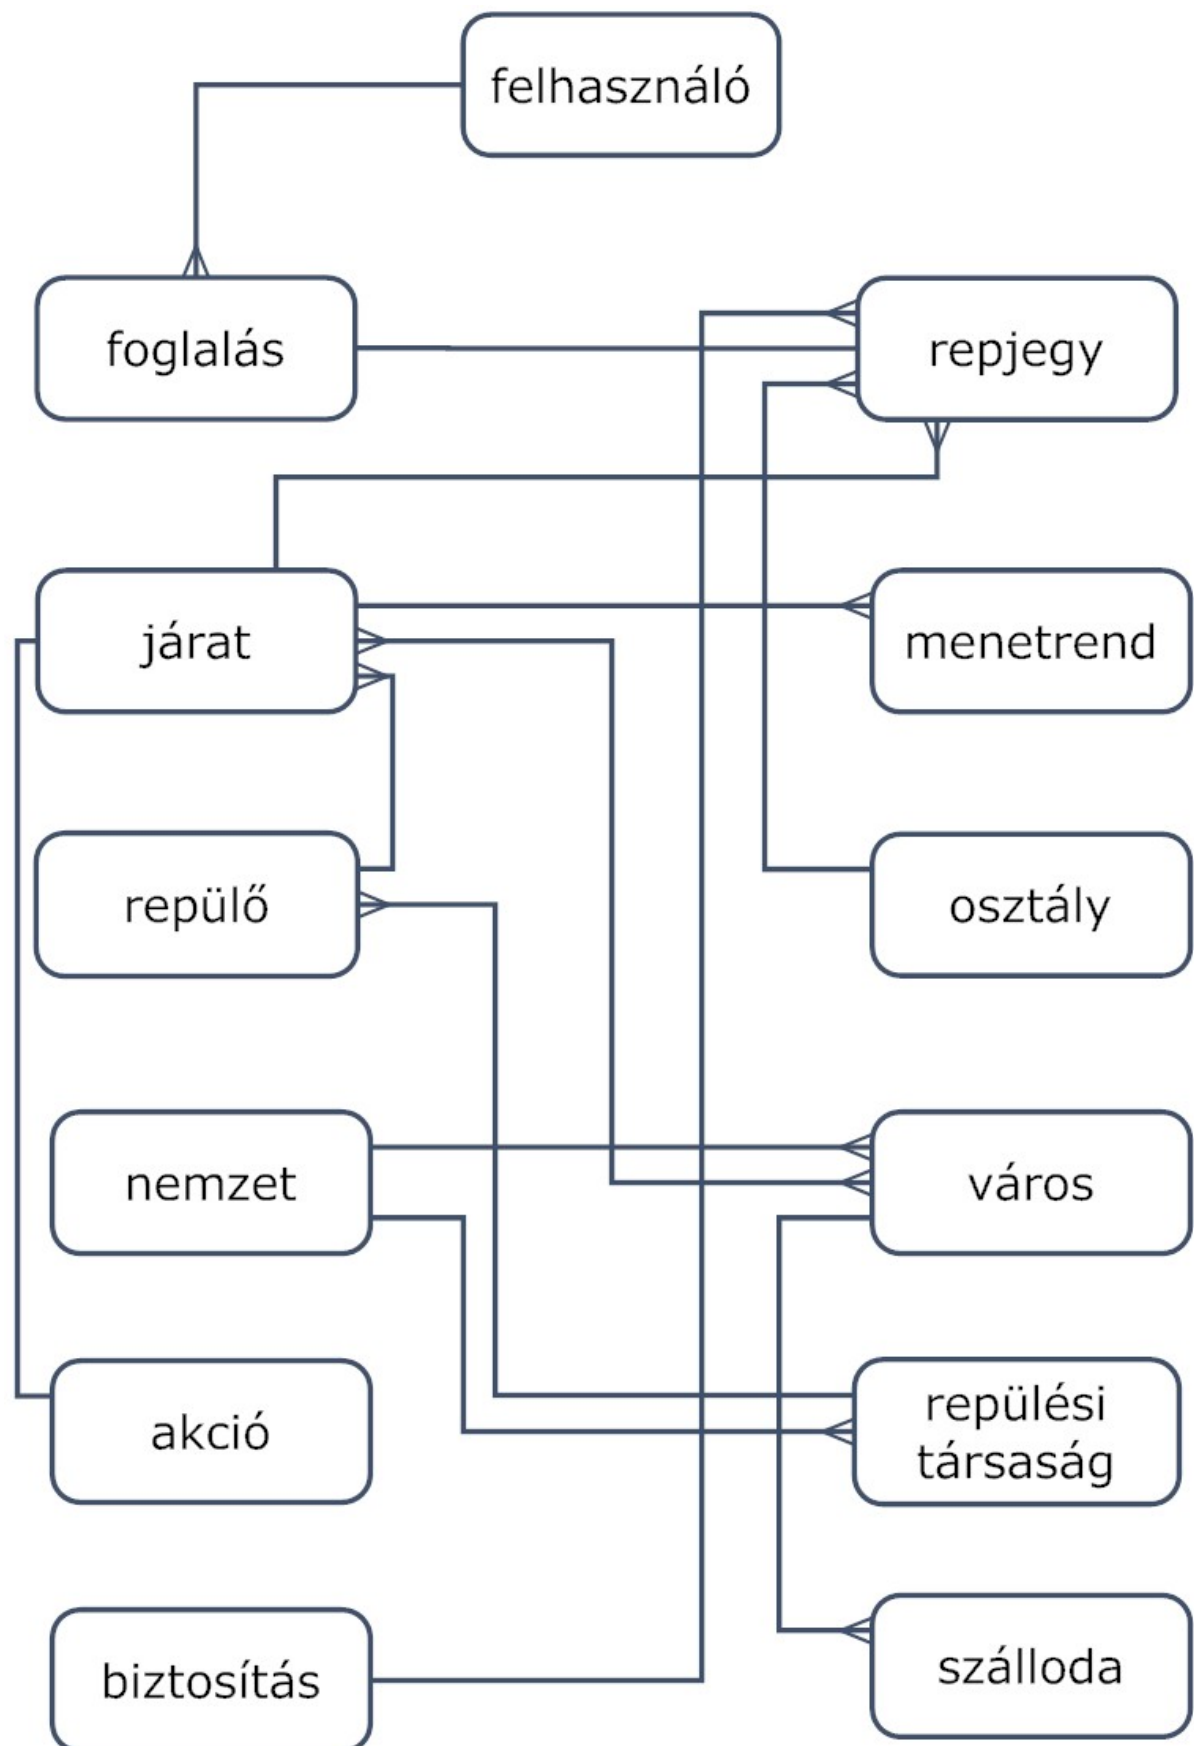 felhasználó
foglalás
repjegy
járat
menetrend
repülő
osztály
nemzet
város
akció
repülési
társaság
biztosítás
szálloda